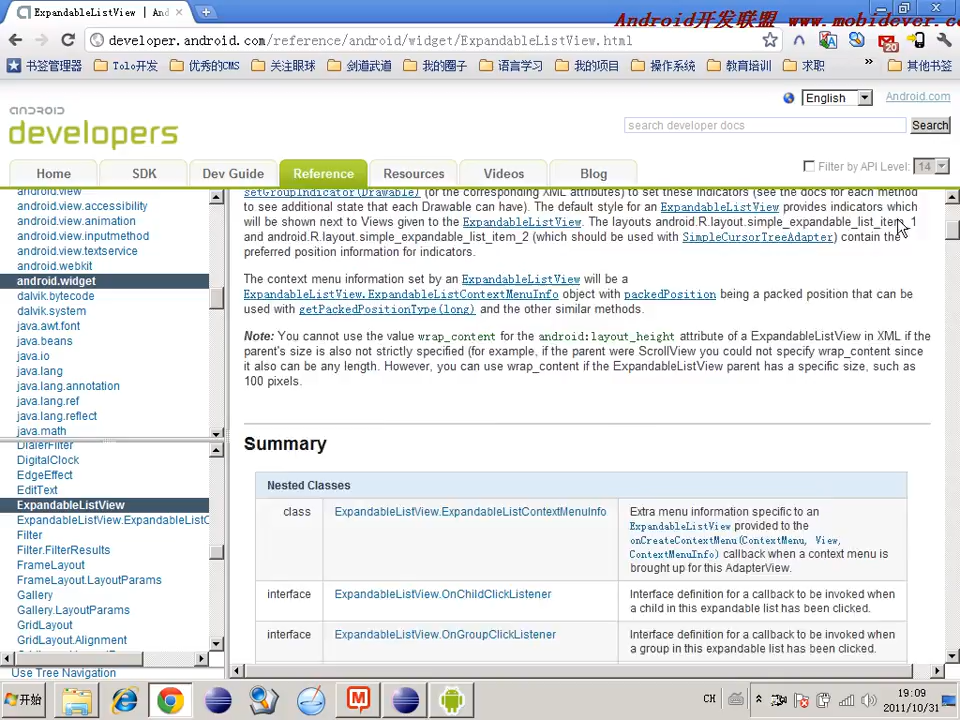 ExpandableListView | And
Android开发联盟 www.mobidever.c
developer.android.com/reference/android/widget/ExpandableListView.html
20
书签管理器 Tolo开发 优秀的CMS 关注眼球 剑道武道 我的圈子 语言学习 我的项目 操作系统 教育培训 求职 » 其他书签
ANDROID
developers
English Android.com
search developer docs Search
Home SDK Dev Guide Reference Resources Videos Blog
Filter by API Level: 14
android.view
android.view.accessibility
android.view.animation
android.view.inputmethod
android.view.textservice
android.webkit
android.widget
dalvik.bytecode
dalvik.system
java.awt.font
java.beans
java.io
java.lang
java.lang.annotation
java.lang.ref
java.lang.reflect
java.math
DialerFilter
DigitalClock
EdgeEffect
EditText
ExpandableListView
ExpandableListView.ExpandableListC
Filter
Filter.FilterResults
FrameLayout
FrameLayout.LayoutParams
Gallery
Gallery.LayoutParams
GridLayout
GridLayout.Alignment
Use Tree Navigation
setGroupIndicator(Drawable) (or the corresponding XML attributes) to set these indicators (see the docs for each method
to see additional state that each Drawable can have). The default style for an ExpandableListView provides indicators which
will be shown next to Views given to the ExpandableListView. The layouts android.R.layout.simple_expandable_list_item_1
and android.R.layout.simple_expandable_list_item_2 (which should be used with SimpleCursorTreeAdapter) contain the
preferred position information for indicators.
The context menu information set by an ExpandableListView will be a
ExpandableListView.ExpandableListContextMenuInfo object with packedPosition being a packed position that can be
used with getPackedPositionType(long) and the other similar methods.
Note: You cannot use the value wrap_content for the android:layout_height attribute of a ExpandableListView in XML if the
parent's size is also not strictly specified (for example, if the parent were ScrollView you could not specify wrap_content since
it also can be any length. However, you can use wrap_content if the ExpandableListView parent has a specific size, such as
100 pixels.
Summary
Nested Classes
class ExpandableListView.ExpandableListContextMenuInfo Extra menu information specific to an
ExpandableListView provided to the
onCreateContextMenu(ContextMenu, View,
ContextMenuInfo) callback when a context menu is
brought up for this AdapterView.
interface ExpandableListView.OnChildClickListener Interface definition for a callback to be invoked when
a child in this expandable list has been clicked.
interface ExpandableListView.OnGroupClickListener Interface definition for a callback to be invoked when
a group in this expandable list has been clicked.
开始 CH 19:09
2011/10/31